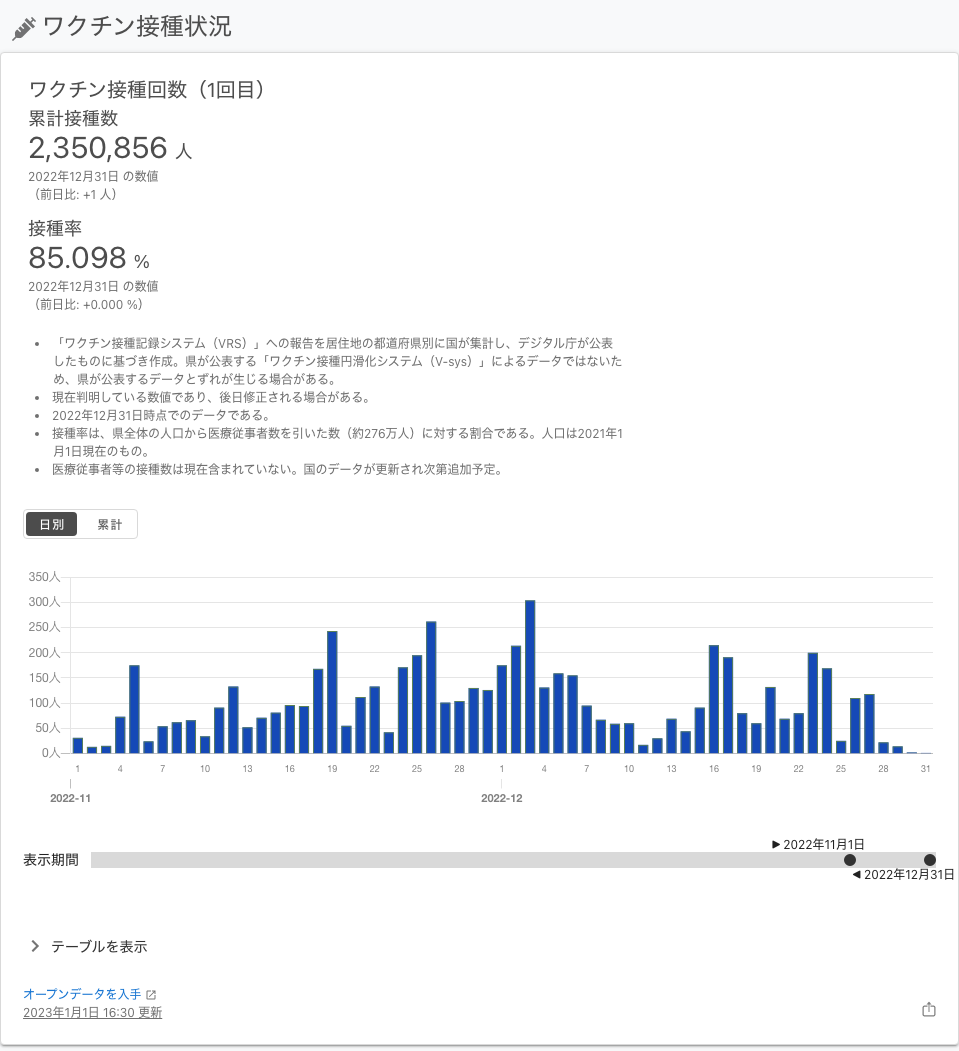 ワクチン接種状況
ワクチン接種回数（1回目）
累計接種数
2,350,856 人
2022年12月31日 の数値
（前日比: +1 人）
接種率
85.098 %
2022年12月31日 の数値
（前日比: +0.000 %）
• 「ワクチン接種記録システム（VRS）」への報告を居住地の都道府県別に国が集計し、デジタル庁が公表
したものに基づき作成。県が公表する「ワクチン接種円滑化システム（V-sys）」によるデータではないた
め、県が公表するデータとずれが生じる場合がある。
• 現在判明している数値であり、後日修正される場合がある。
• 2022年12月31日時点でのデータである。
• 接種率は、県全体の人口から医療従事者数を引いた数（約276万人）に対する割合である。人口は2021年1
月1日現在のもの。
• 医療従事者等の接種数は現在含まれていない。国のデータが更新され次第追加予定。
日別 累計
350人
300人
250人
200人
150人
100人
50人
0人
1 4 7 10 13 16 19 22 25 28 1 4 7 10 13 16 19 22 25 28 31
2022-11 2022-12
▶ 2022年11月1日
表示期間
◀ 2022年12月31日
テーブルを表示
オープンデータを入手
2023年1月1日 16:30 更新